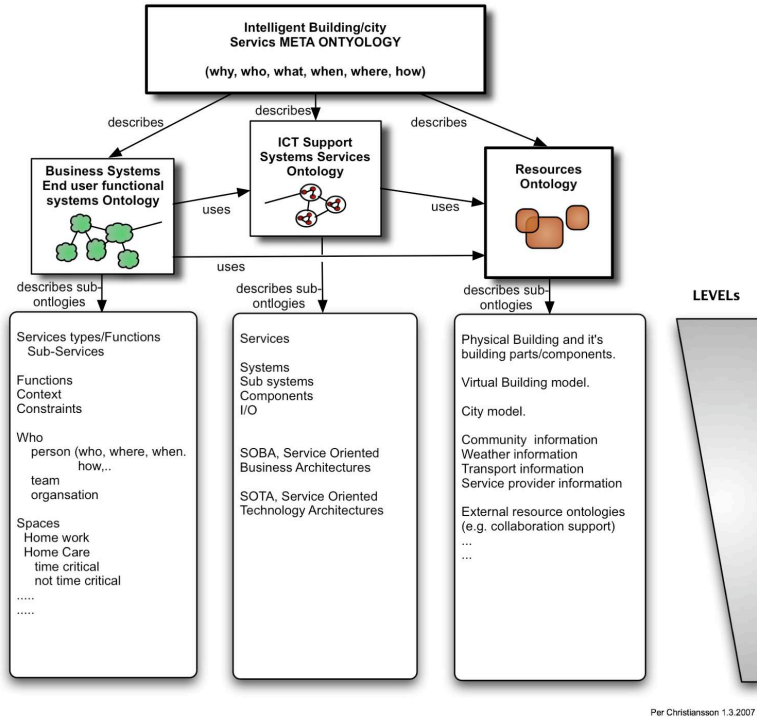 Intelligent Building/city
Servics META ONTYOLOGY
(why, who, what, when, where, how)
describes
describes
describes
Business Systems
End user functional
systems Ontology
ICT Support
Systems Services
Ontology
Resources
Ontology
uses
uses
uses
describes sub-
ontlogies
describes sub-
ontlogies
describes sub-
ontlogies
LEVELs
Services types/Functions
Sub-Services
Functions
Context
Constraints
Who
person (who, where, when.
how,..
team
organsation
Spaces
Home work
Home Care
time critical
not time critical
.....
.....
Services
Systems
Sub systems
Components
I/O
SOBA, Service Oriented
Business Architectures
SOTA, Service Oriented
Technology Architectures
Physical Building and it's
building parts/components.
Virtual Building model.
City model.
Community information
Weather information
Transport information
Service provider information
External resource ontologies
(e.g. collaboration support)
...
...
Per Christiansson 1.3.2007